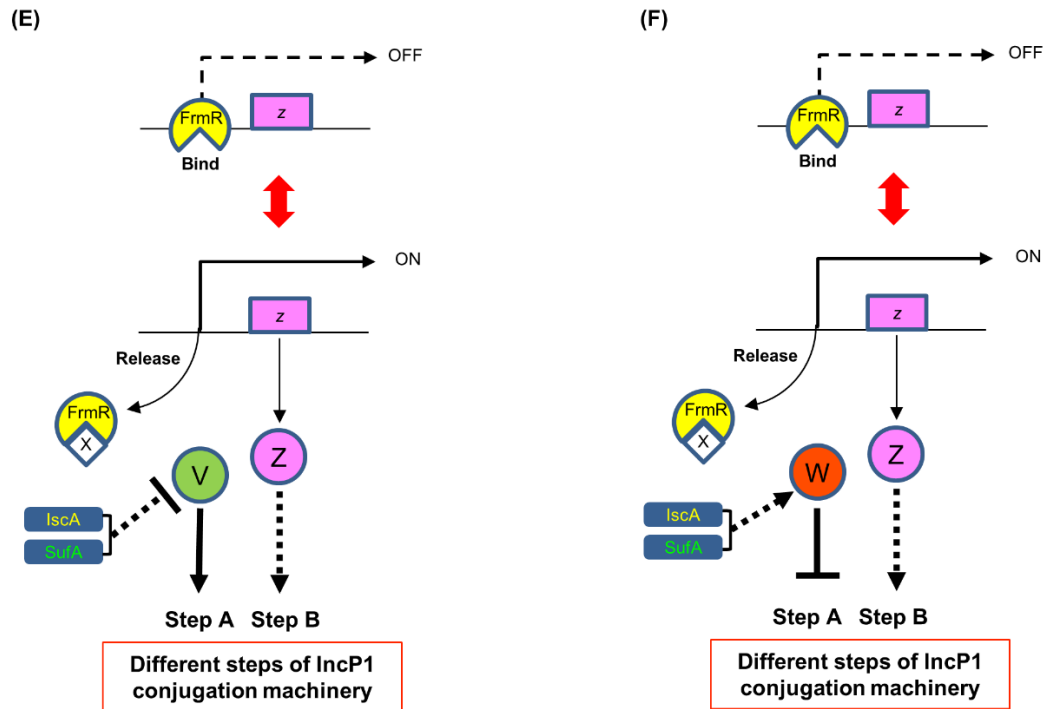 (E)
OFF
FrmR
z
Bind
ON
z
Release
FrmR
X
V
Z
IscA
SufA
Step A Step B
Different steps of IncP1
conjugation machinery
(F)
OFF
FrmR
z
Bind
ON
z
Release
FrmR
X
W
Z
IscA
SufA
Step A Step B
Different steps of IncP1
conjugation machinery